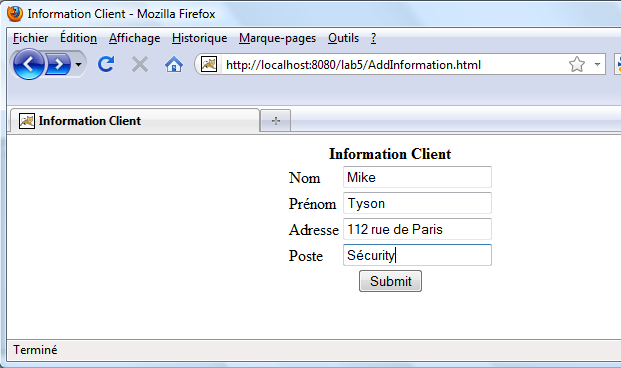 Information Client - Mozilla Firefox
Fichier Édition Affichage Historique Marque-pages Outils ?
http://localhost:8080/lab5/AddInformation.html
Information Client
Information Client
Nom Mike
Prénom Tyson
Adresse 112 rue de Paris
Poste Sécurity
Submit
Terminé